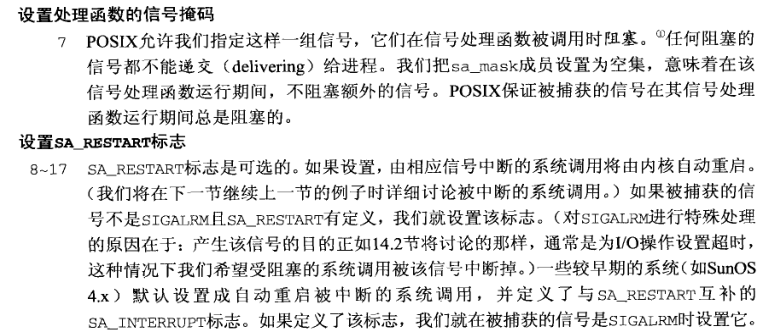 设置处理函数的信号掩码
7 POSIX允许我们指定这样一组信号，它们在信号处理函数被调用时阻塞。①任何阻塞的
信号都不能递交（delivering）给进程。我们把sa_mask成员设置为空集，意味着在该
信号处理函数运行期间，不阻塞额外的信号。POSIX保证被捕获的信号在其信号处理
函数运行期间总是阻塞的。
设置SA_RESTART标志
8~17 SA_RESTART标志是可选的。如果设置，由相应信号中断的系统调用将由内核自动重启。
（我们将在下一节继续上一节的例子时详细讨论被中断的系统调用。）如果被捕获的信
号不是SIGALRM且SA_RESTART有定义，我们就设置该标志。（对SIGALRM进行特殊处理
的原因在于：产生该信号的目的正如14.2节将讨论的那样，通常是为I/O操作设置超时，
这种情况下我们希望受阻塞的系统调用被该信号中断掉。）一些较早期的系统（如SunOS
4.x）默认设置成自动重启被中断的系统调用，并定义了与SA_RESTART互补的
SA_INTERRUPT标志。如果定义了该标志，我们就在被捕获的信号是SIGALRM时设置它。